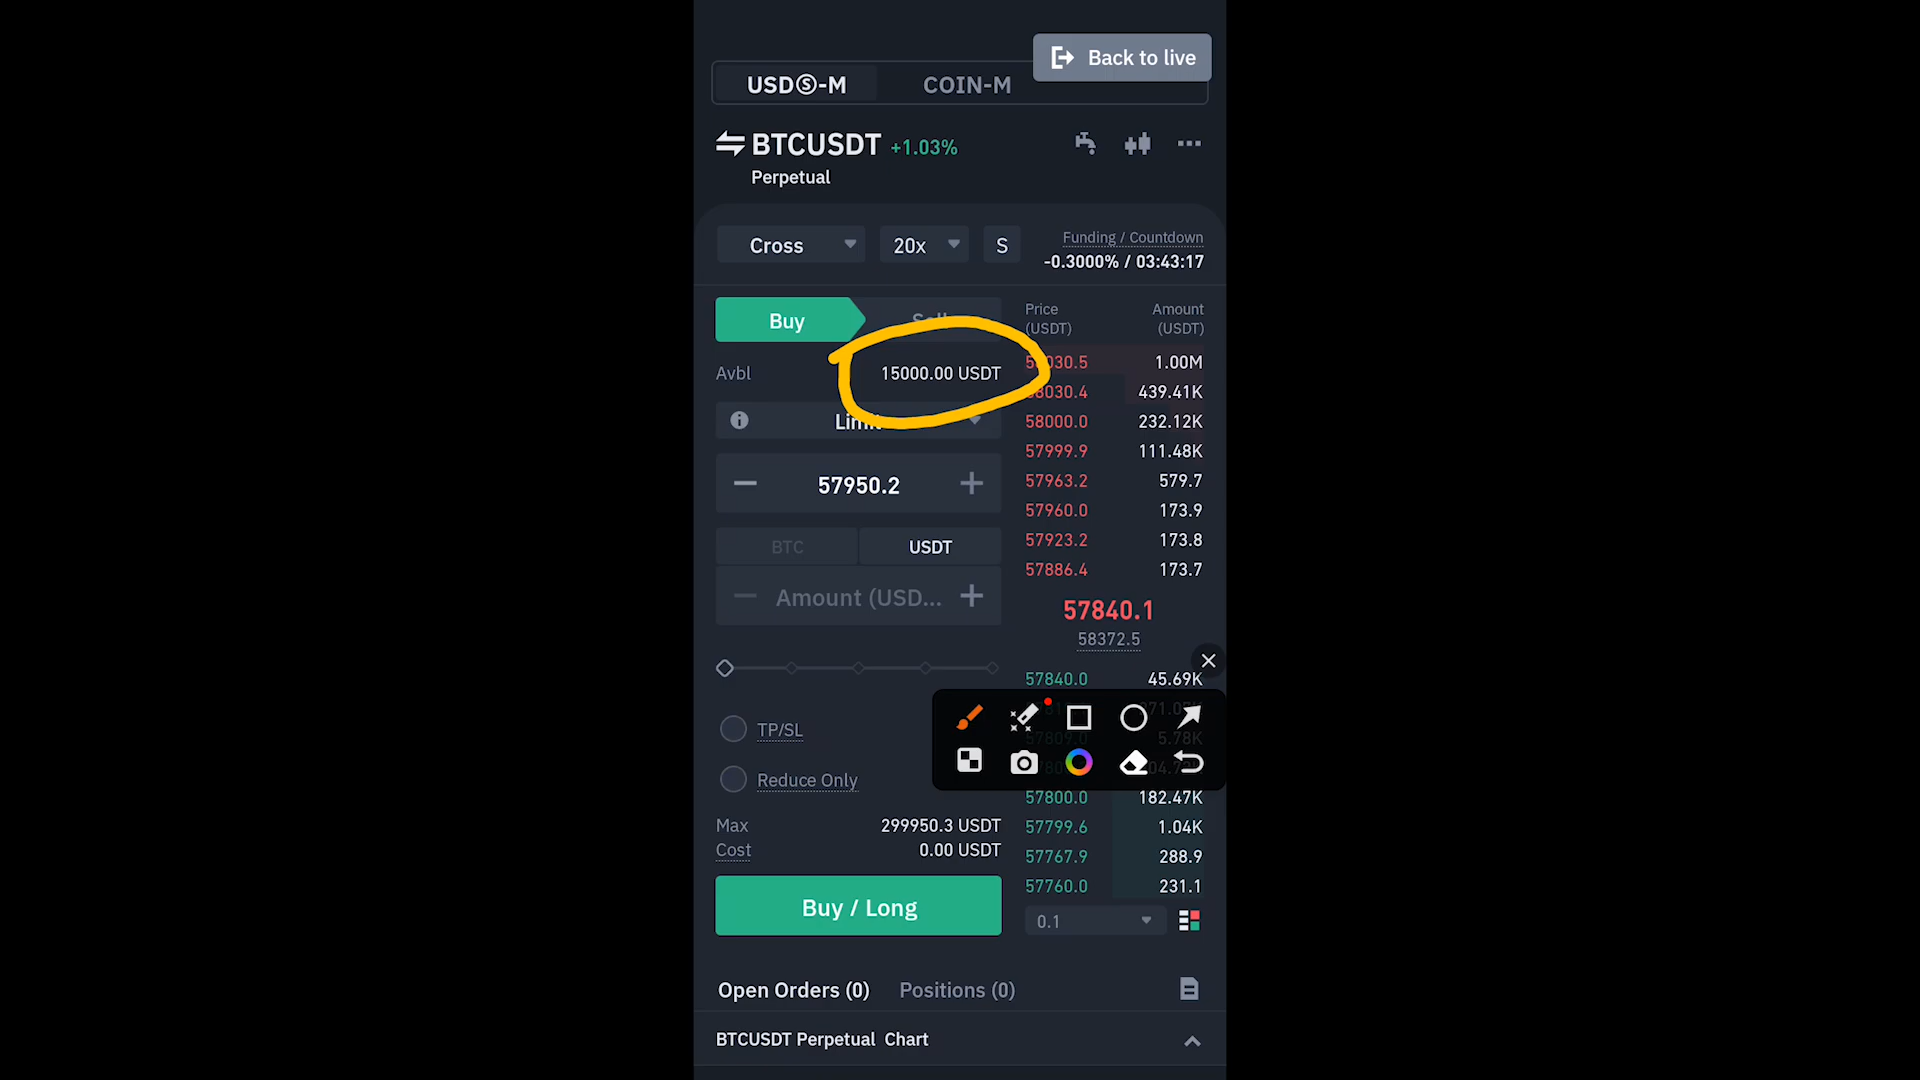 Back to live
USDⓈ-M COIN-M
BTCUSDT +1.03%
Perpetual
Cross 20x S
Funding / Countdown
-0.3000% / 03:43:17
Buy
Avbl 15000.00 USDT
Limit
57950.2
BTC USDT
Amount (USD...
TP/SL
Reduce Only
Max 299950.3 USDT
Cost 0.00 USDT
Buy / Long
Price Amount
(USDT) (USDT)
1.00M
439.41K
58000.0 232.12K
57999.9 111.48K
57963.2 579.7
57960.0 173.9
57923.2 173.8
57886.4 173.7
57840.1
58372.5
57840.0 45.69K
57800.0 182.47K
57799.6 1.04K
57767.9 288.9
57760.0 231.1
0.1
Open Orders (0) Positions (0)
BTCUSDT Perpetual Chart